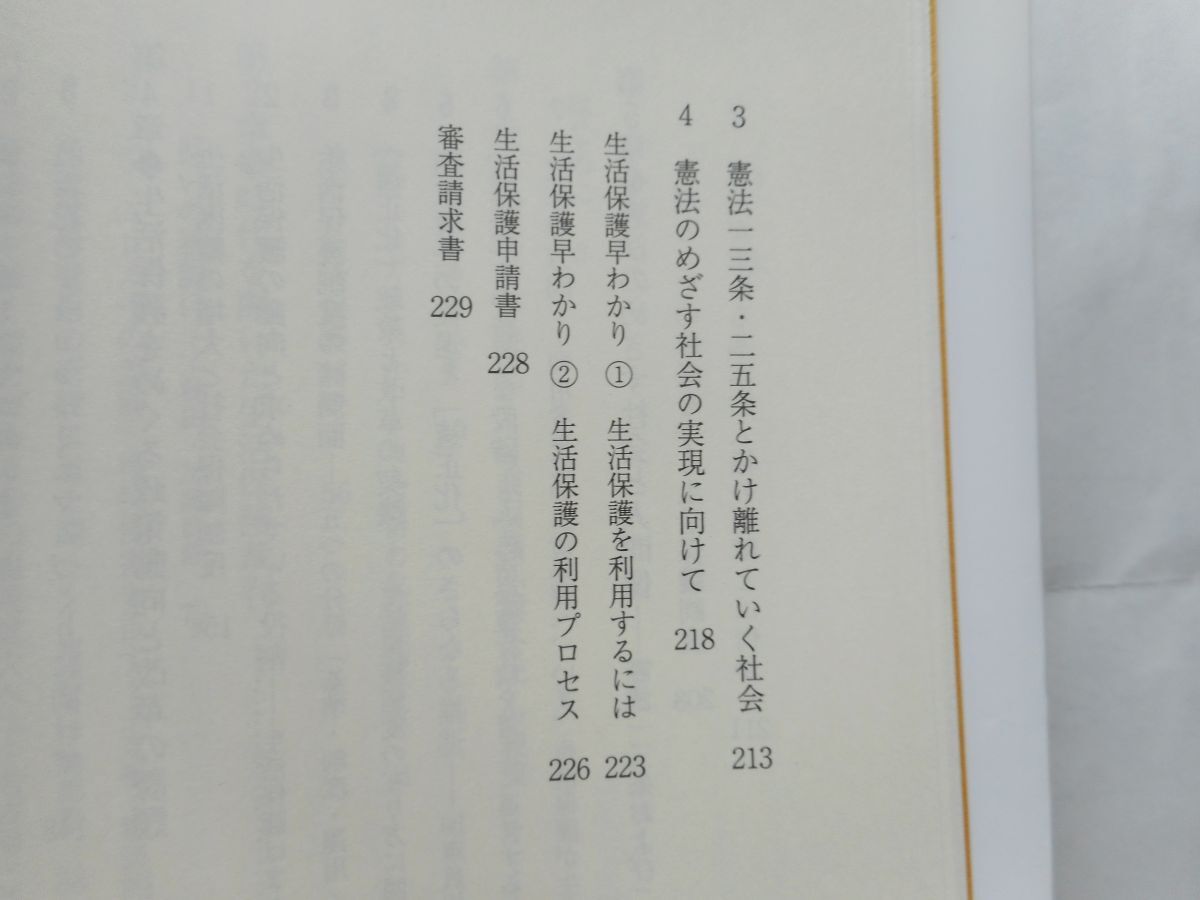 3 憲法一三条・二五条とかけ離れていく社会 213
4 憲法のめざす社会の実現に向けて 218
生活保護早わかり ① 生活保護を利用するには 223
生活保護早わかり ② 生活保護の利用プロセス 226
生活保護申請書 228
審査請求書 229